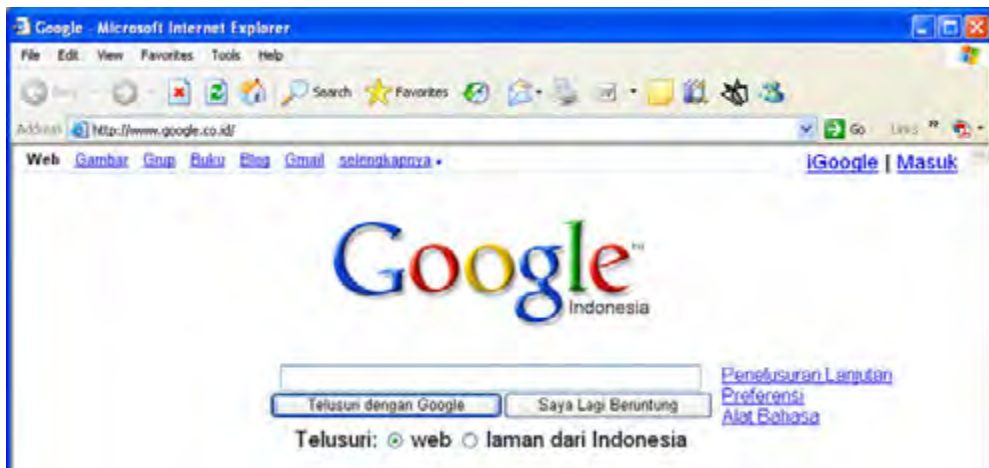 Google - Microsoft Internet Explorer
File Edit View Favorites Tools Help
Search Favorites
Address http://www.google.co.id/ Go Links »
Web Gambar Grup Buku Blog Gmail selengkapnya
iGoogle | Masuk
Google™
Indonesia
Penelusuran Lanjutan
Telusuri dengan Google Saya Lagi Beruntung Preferensi
Alat Bahasa
Telusuri: web laman dari Indonesia